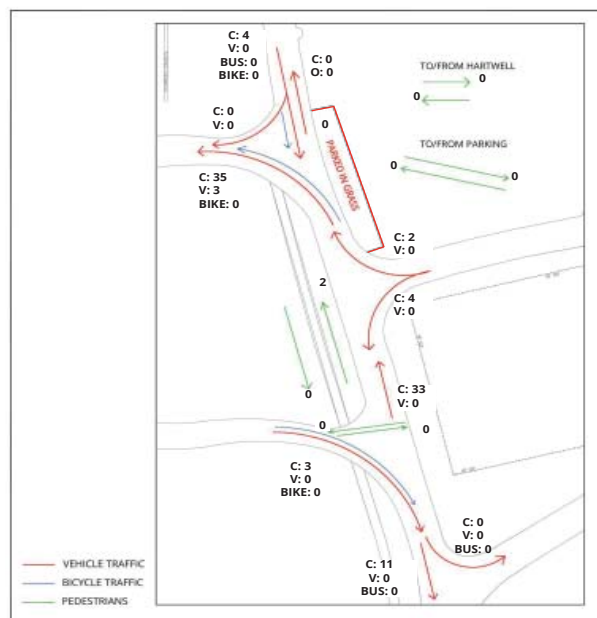 C: 4
V: 0
BUS: 0
BIKE: 0
C: 0
O: 0
TO/FROM HARTWELL
0
0
C: 0
V: 0
0
PARKED IN GRASS
TO/FROM PARKING
0
0
C: 35
V: 3
BIKE: 0
C: 2
V: 0
2
C: 4
V: 0
0
C: 33
V: 0
0
0
C: 3
V: 0
BIKE: 0
C: 0
V: 0
BUS: 0
C: 11
V: 0
BUS: 0
VEHICLE TRAFFIC
BICYCLE TRAFFIC
PEDESTRIANS